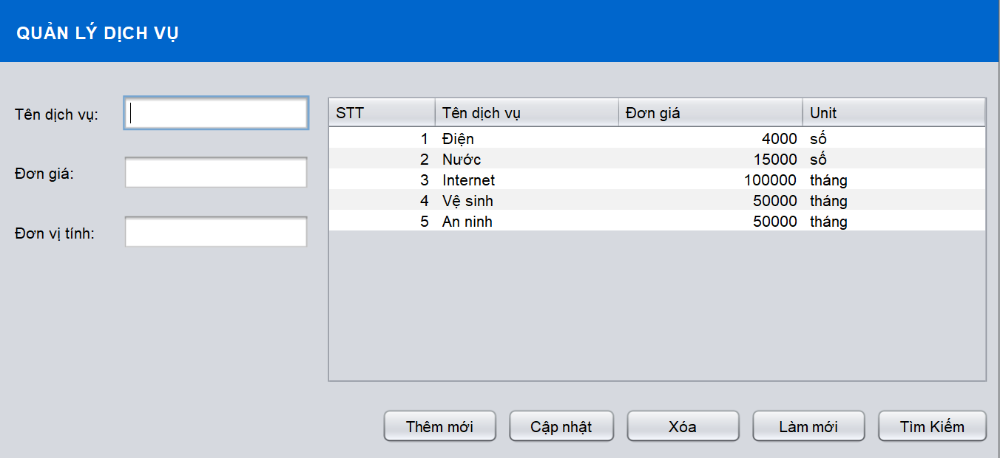 QUẢN LÝ DỊCH VỤ
Tên dịch vụ:
Đơn giá:
Đơn vị tính:
STT Tên dịch vụ Đơn giá Unit
1 Điện 4000 số
2 Nước 15000 số
3 Internet 100000 tháng
4 Vệ sinh 50000 tháng
5 An ninh 50000 tháng
Thêm mới Cập nhật Xóa Làm mới Tìm Kiếm